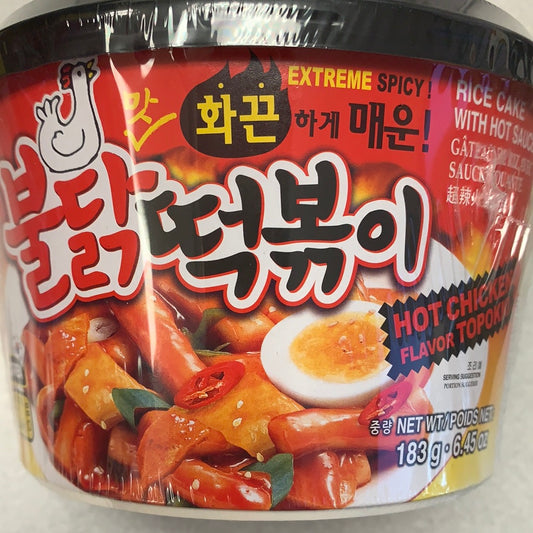 EXTREME SPICY!
맛
화끈하게 매운!
불닭떡볶이
RICE CAKE
WITH HOT SAUCE
HOT CHICKEN
FLAVOR TOPOKKI
조리예
SERVING SUGGESTION
중량 NET WT/POIDS NET:
183 g • 6.45 oz